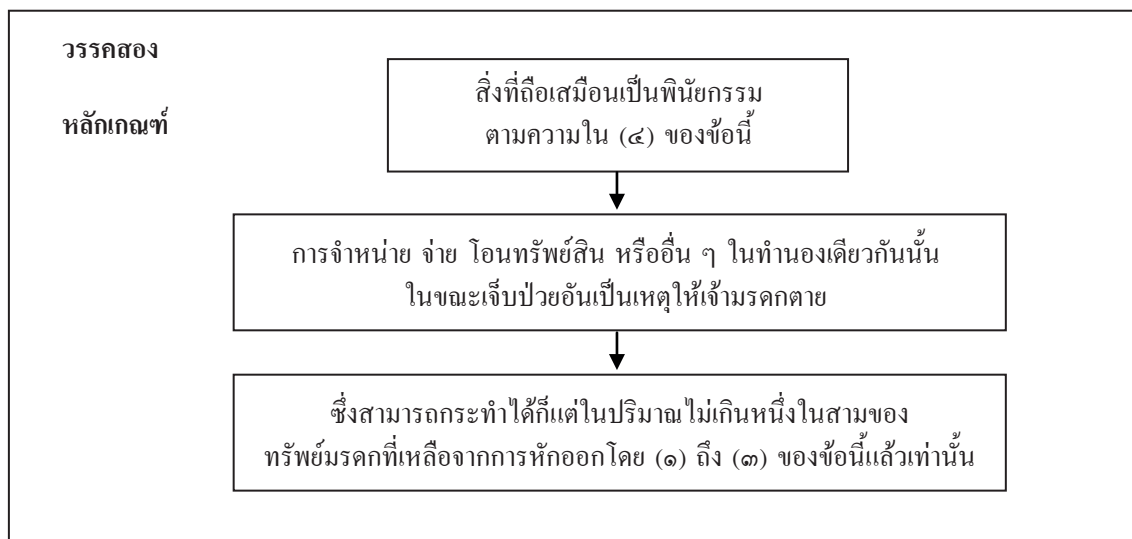 วรรคสอง
หลักเกณฑ์
สิ่งที่ถือเสมือนเป็นพินัยกรรม
ตามความใน (๔) ของข้อนี้
การจำหน่าย จ่าย โอนทรัพย์สิน หรืออื่น ๆ ในทำนองเดียวกันนั้น
ในขณะเจ็บป่วยอันเป็นเหตุให้เจ้ามรดกตาย
ซึ่งสามารถกระทำได้ก็แต่ในปริมาณไม่เกินหนึ่งในสามของ
ทรัพย์มรดกที่เหลือจากการหักออกโดย (๑) ถึง (๓) ของข้อนี้แล้วเท่านั้น